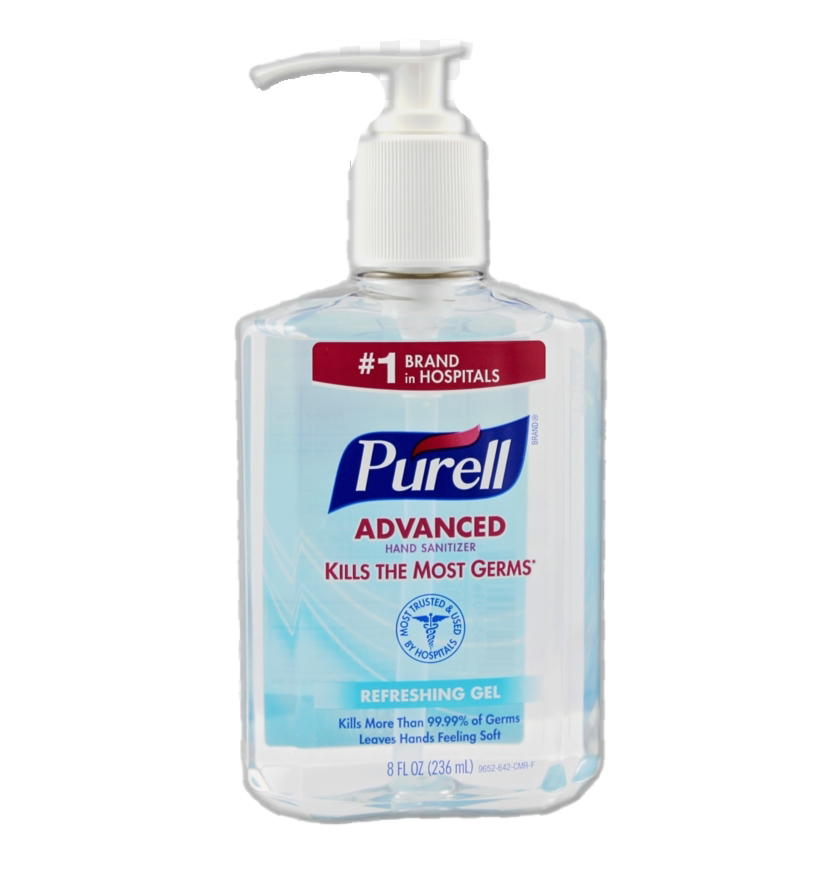 #1 BRAND
in HOSPITALS
Purell
BRAND®
ADVANCED
HAND SANITIZER
KILLS THE MOST GERMS*
MOST TRUSTED & USED
BY HOSPITALS
REFRESHING GEL
Kills More Than 99.99% of Germs
Leaves Hands Feeling Soft
8 FL OZ (236 mL) 9652-642-CMR-F